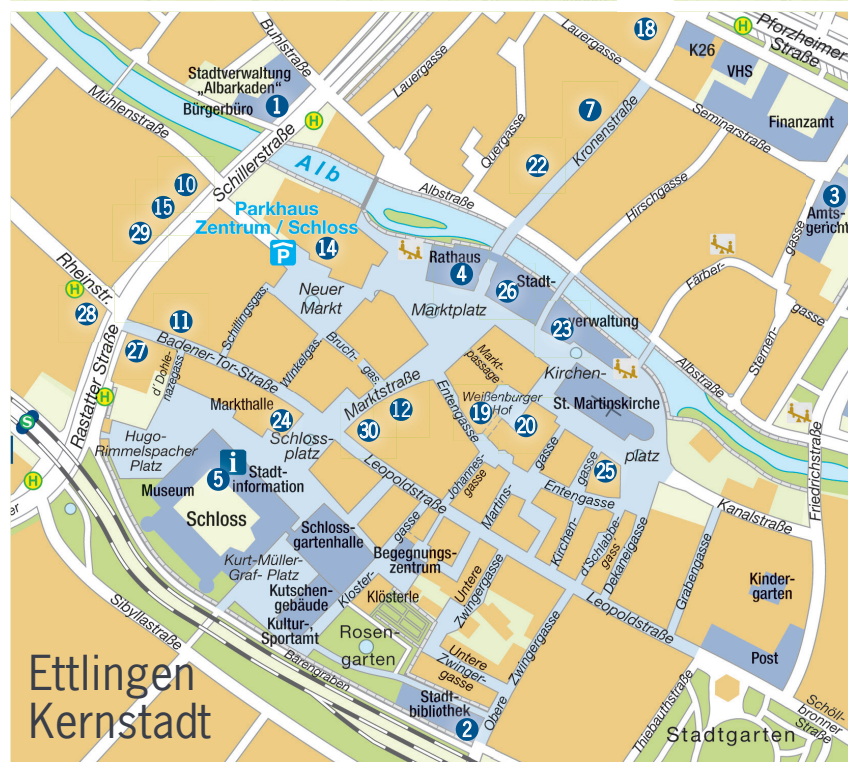 18
Pforzheimer
Straße
H
K26
VHS
Lauergasse
Buhlstraße
Stadtverwaltung
„Albarkaden“
Bürgerbüro
1
Lauergasse
7
Finanzamt
Mühlenstraße
H
Schillerstraße
Quergasse
Kronenstraße
Seminarstraße
22
Alb
Albstraße
Hirschgasse
3
Amts-
gericht
10
15
29
Parkhaus
Zentrum / Schloss
P
14
Rathaus
4
26
Stadt-
verwaltung
23
Färber-
gasse
Sternen-
gasse
Rheinstr.
H
28
Neuer
Markt
Marktplatz
11
Schillingsgas.
Badener-Tor-Straße
27
d' Dohle-
nazegass
Winkelgas.
Bruch-
gas.
Markt-
passage
Kirchen-
platz
Albstraße
Rastatter Straße
H
Markthalle
24
Schloss-
platz
Marktstraße
12
30
Entengasse
Weißenburger
Hof
19
20
St. Martinskirche
S
Hugo-
Rimmelspacher
Platz
H
i
5
Stadt-
information
Museum
Schloss
Leopoldstraße
Johannes-
gasse
Martins-
gasse
25
Entengasse
Kirchen-
gasse
d'Schlabbe-
gass
Dekaneigasse
Kanalstraße
Friedrichstraße
Schloss-
gartenhalle
Kurt-Müller-
Graf- Platz
Begegnungs-
zentrum
Kloster-
gasse
Klösterle
Untere
Zwingergasse
Grabengasse
Kinder-
garten
Kutschen-
gebäude
Kultur-,
Sportamt
Rosen-
garten
Leopoldstraße
Sibyllastraße
Bärengraben
Untere
Zwinger-
gasse
Obere Zwingergasse
Post
Ettlingen
Kernstadt
Stadt-
bibliothek
2
Thiebauthstraße
Stadtgarten
Schöll-
bronner
Straße